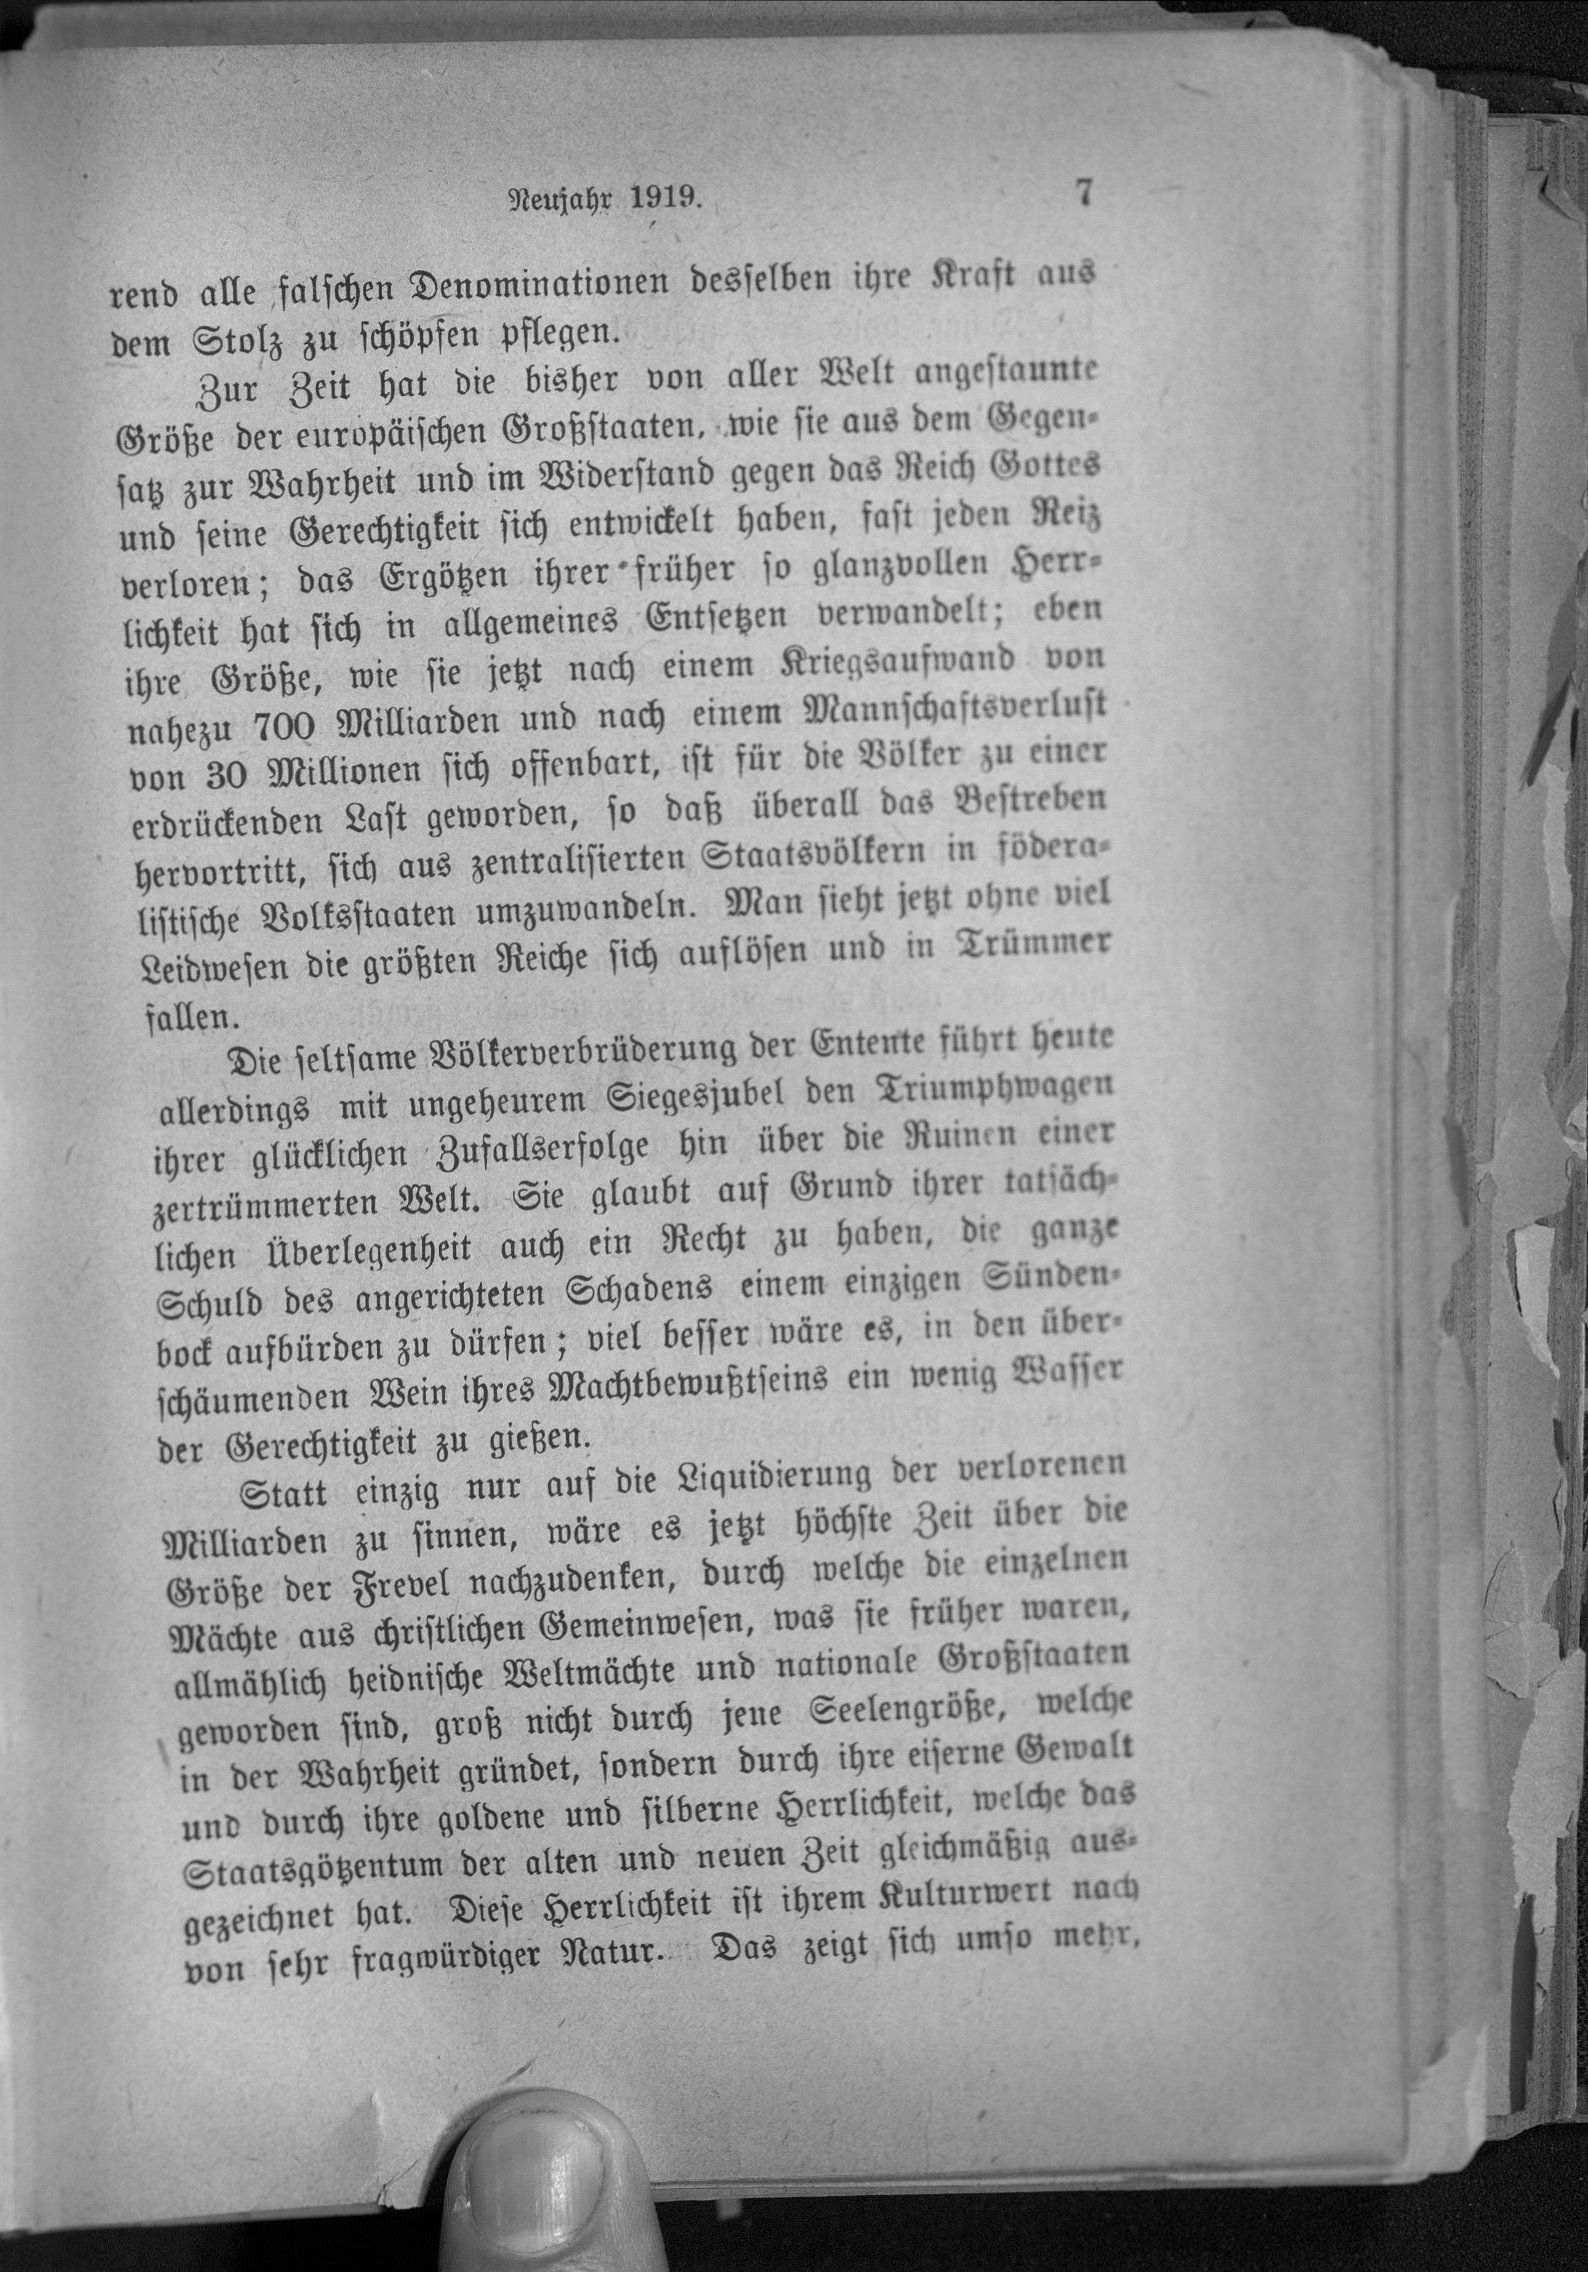 Neujahr 1919. 7
rend alle falschen Denominationen desselben ihre Kraft aus
dem Stolz zu schöpfen pflegen.
Zur Zeit hat die bisher von aller Welt angestaunte
Größe der europäischen Großstaaten, wie sie aus dem Gegen-
satz zur Wahrheit und im Widerstand gegen das Reich Gottes
und seine Gerechtigkeit sich entwickelt haben, fast jeden Reiz
verloren; das Ergötzen ihrer früher so glanzvollen Herr-
lichkeit hat sich in allgemeines Entsetzen verwandelt; eben
ihre Größe, wie sie jetzt nach einem Kriegsaufwand von
nahezu 700 Milliarden und nach einem Mannschaftsverlust
von 30 Millionen sich offenbart, ist für die Völker zu einer
erdrückenden Last geworden, so daß überall das Bestreben
hervortritt, sich aus zentralisierten Staatsvölkern in födera-
listische Volksstaaten umzuwandeln. Man sieht jetzt ohne viel
Leidwesen die größten Reiche sich auflösen und in Trümmer
fallen.
Die seltsame Völkerverbrüderung der Entente führt heute
allerdings mit ungeheurem Siegesjubel den Triumphwagen
ihrer glücklichen Zufallserfolge hin über die Ruinen einer
zertrümmerten Welt. Sie glaubt auf Grund ihrer tatsäch-
lichen Überlegenheit auch ein Recht zu haben, die ganze
Schuld des angerichteten Schadens einem einzigen Sünden-
bock aufbürden zu dürfen; viel besser wäre es, in den über-
schäumenden Wein ihres Machtbewußtseins ein wenig Wasser
der Gerechtigkeit zu gießen.
Statt einzig nur auf die Liquidierung der verlorenen
Milliarden zu sinnen, wäre es jetzt höchste Zeit über die
Größe der Frevel nachzudenken, durch welche die einzelnen
Mächte aus christlichen Gemeinwesen, was sie früher waren,
allmählich heidnische Weltmächte und nationale Großstaaten
geworden sind, groß nicht durch jene Seelengröße, welche
in der Wahrheit gründet, sondern durch ihre eiserne Gewalt
und durch ihre goldene und silberne Herrlichkeit, welche das
Staatsgötzentum der alten und neuen Zeit gleichmäßig aus-
gezeichnet hat. Diese Herrlichkeit ist ihrem Kulturwert nach
von sehr fragwürdiger Natur. Das zeigt sich umso mehr,